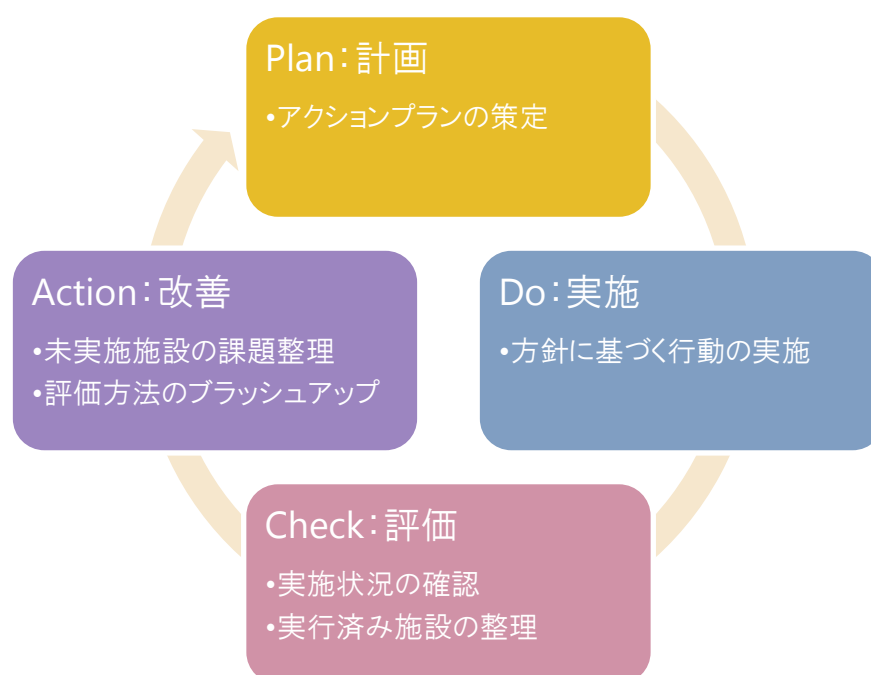 Plan：計画
•アクションプランの策定
Do：実施
•方針に基づく行動の実施
Check：評価
•実施状況の確認
•実行済み施設の整理
Action：改善
•未実施施設の課題整理
•評価方法のブラッシュアップ